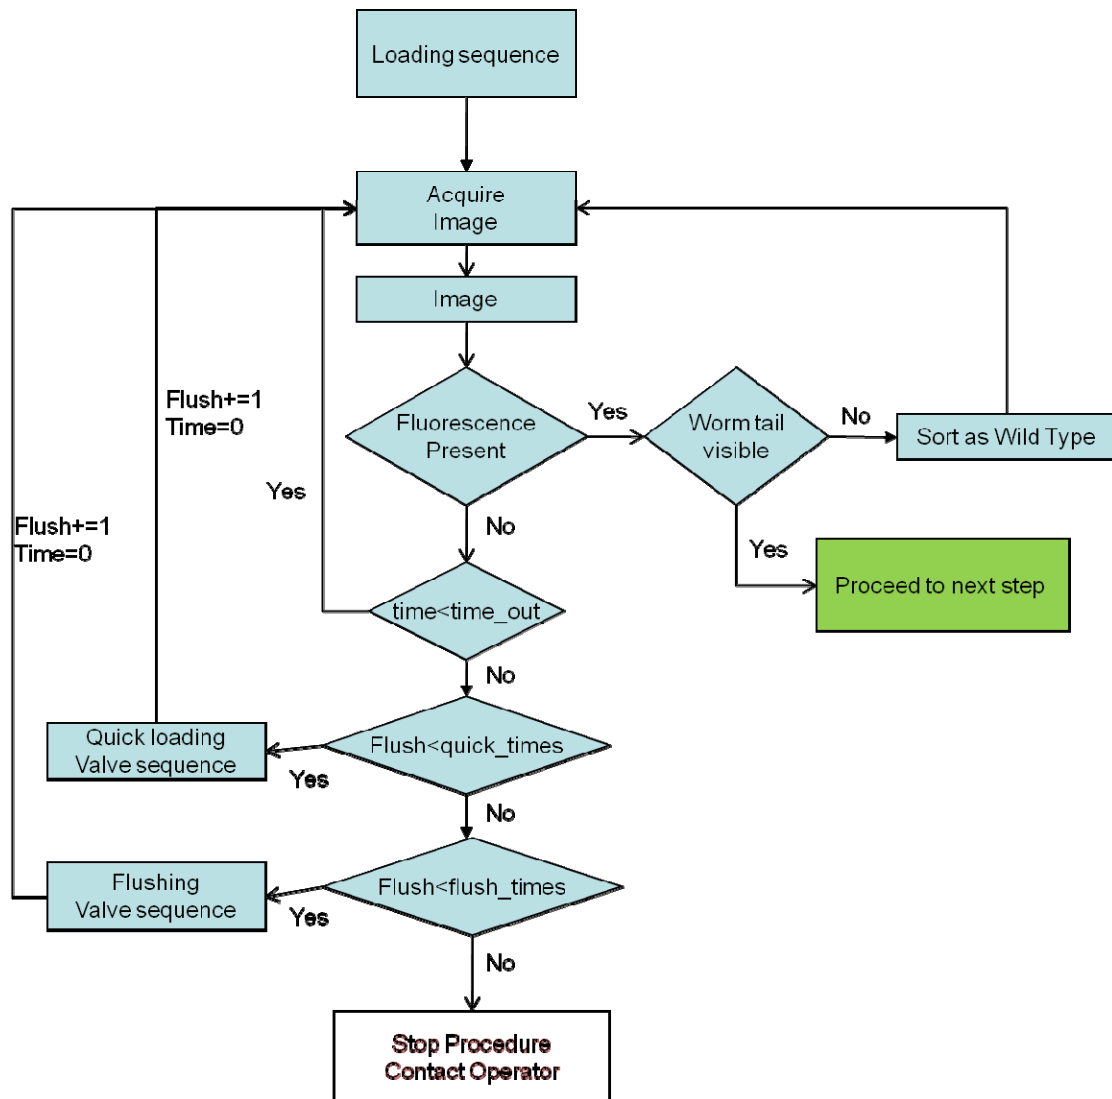 Loading sequence
Acquire
Image
Image
Flush+=1
Time=0
Fluorescence
Present
Yes
Worm tail
visible
No
Sort as Wild Type
Yes
Flush+=1
Time=0
No
Yes
Proceed to next step
time<time_out
No
Quick loading
Valve sequence
Yes
Flush<quick_times
No
Flushing
Valve sequence
Yes
Flush<flush_times
No
Stop Procedure
Contact Operator